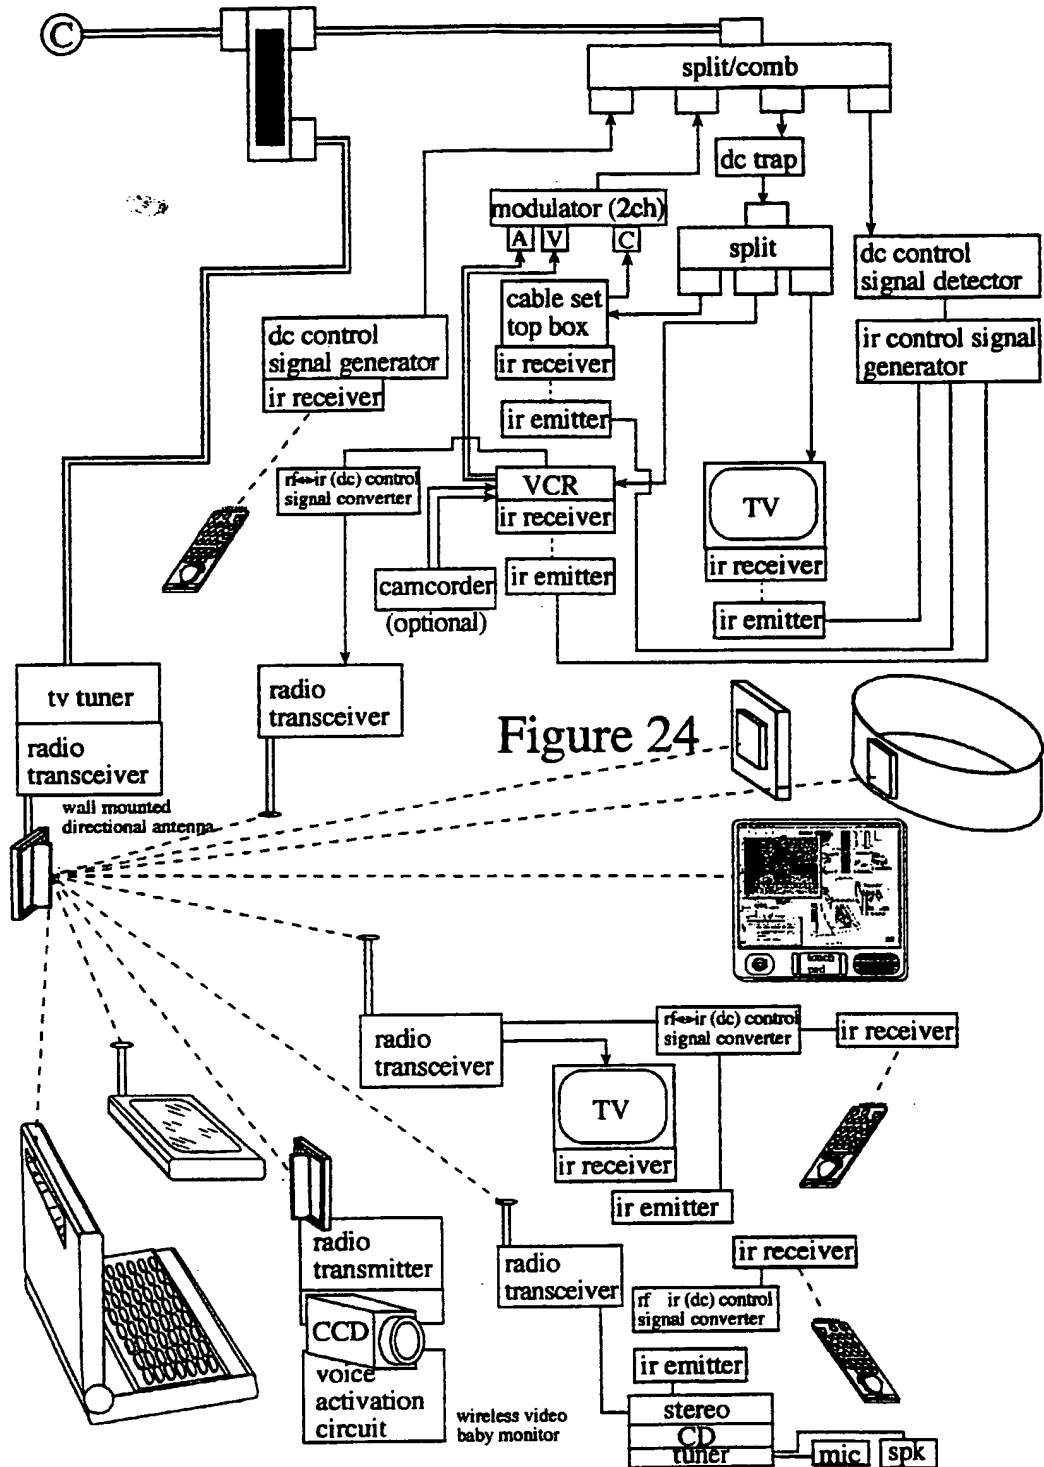 C
split/comb
dc trap
modulator (2ch)
A V C
split
dc control
signal detector
cable set
top box
ir receiver
dc control
signal generator
ir receiver
ir control signal
generator
ir emitter
rf↔ir (dc) control
signal converter
VCR
ir receiver
TV
ir receiver
ir emitter
camcorder
(optional)
ir emitter
tv tuner
radio
transceiver
radio
transceiver
Figure 24
wall mounted
directional antenna
touch
pad
radio
transceiver
rf↔ir (dc) control
signal converter
ir receiver
TV
ir receiver
ir emitter
radio
transmitter
CCD
voice
activation
circuit
wireless video
baby monitor
radio
transceiver
ir receiver
rf ir (dc) control
signal converter
ir emitter
stereo
CD
tuner
mic
spk